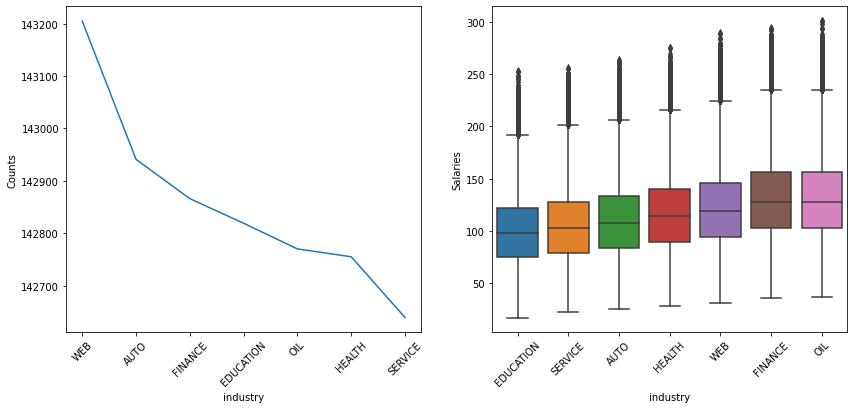 143200
143100
143000
142900
142800
142700
Counts
WEB
AUTO
FINANCE
EDUCATION
OIL
HEALTH
SERVICE
industry
300
250
200
150
100
50
Salaries
EDUCATION
SERVICE
AUTO
HEALTH
WEB
FINANCE
OIL
industry